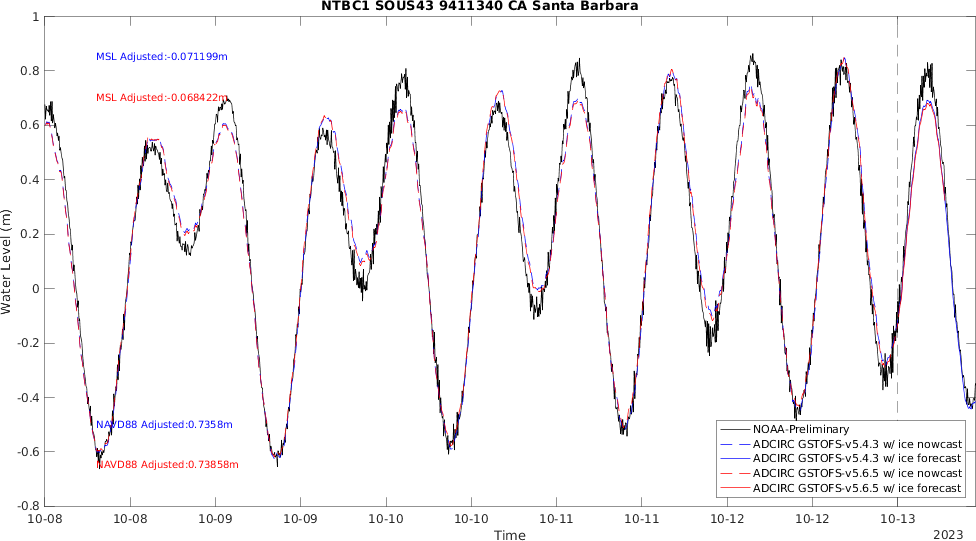 NTBC1 SOUS43 9411340 CA Santa Barbara
1
0.8
0.6
0.4
0.2
0
-0.2
-0.4
-0.6
-0.8
Water Level (m)
MSL Adjusted:-0.071199m
MSL Adjusted:-0.068422m
NAVD88 Adjusted:0.7358m
NAVD88 Adjusted:0.73858m
NOAA-Preliminary
ADCIRC GSTOFS-v5.4.3 w/ ice nowcast
ADCIRC GSTOFS-v5.4.3 w/ ice forecast
ADCIRC GSTOFS-v5.6.5 w/ ice nowcast
ADCIRC GSTOFS-v5.6.5 w/ ice forecast
10-08 10-08 10-09 10-09 10-10 10-10 10-11 10-11 10-12 10-12 10-13
Time
2023